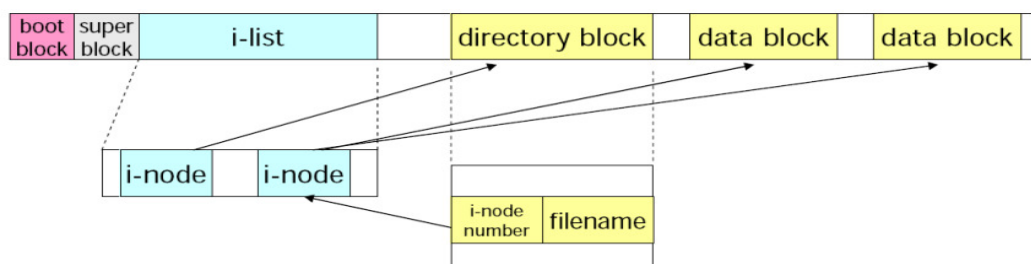 boot
block
super
block
i-list
directory block
data block
data block
i-node
i-node
i-node
number
filename